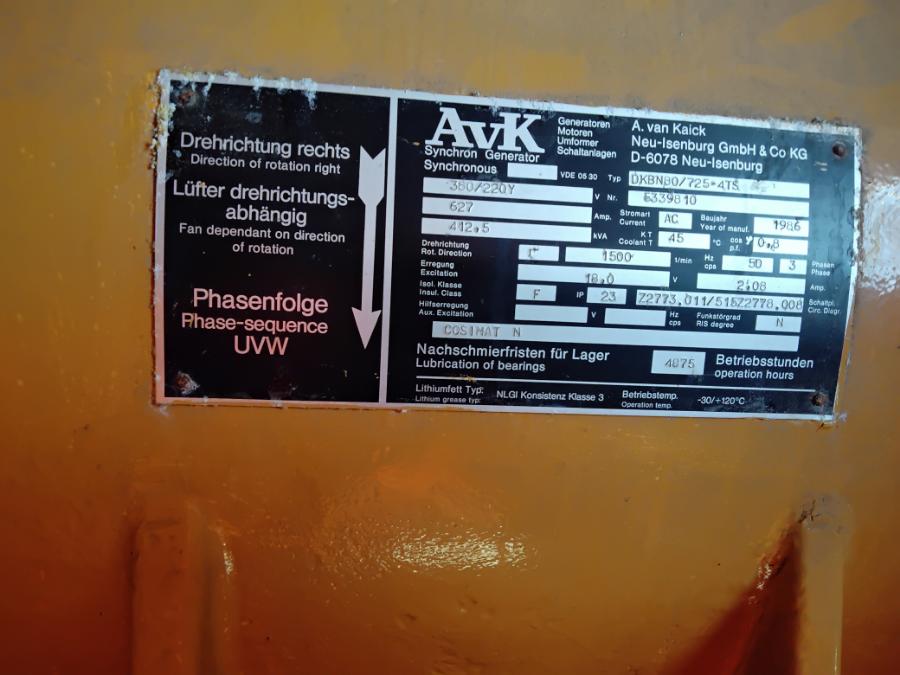 Drehrichtung rechts
Direction of rotation right
Lüfter drehrichtungs-
abhängig
Fan dependant on direction
of rotation
Phasenfolge
Phase-sequence
UVW
AvK
Generatoren
Motoren
Umformer
Schaltanlagen
A. van Kaick
Neu-Isenburg GmbH & Co KG
D-6078 Neu-Isenburg
Synchron Generator
Synchronous VDE 0530 Typ DKBN80/725-4TS
380/220Y V Nr. 6339810
627 Amp. Stromart Current AC Baujahr Year of manuf. 1986
412,5 kVA KT Coolant T 45 °C cos φ p.f. 0,8
Drehrichtung Rot. Direction 1500 1/min Hz cps 50 3 Phasen Phase
Erregung Excitation 18,0 V 2,08 Amp.
Isol. Klasse Insul. Class F IP 23 Z2773.011/515Z2778.008 Schaltpl. Circ. Diagr.
Hilfserregung Aux. Excitation V Hz cps Funkstörgrad RIS degree N
COSIMAT N
Nachschmierfristen für Lager 4875 Betriebsstunden
Lubrication of bearings operation hours
Lithiumfett Typ: NLGI Konsistenz Klasse 3 Betriebstemp. -30/+120°C
Lithium grease typ: Operation temp.